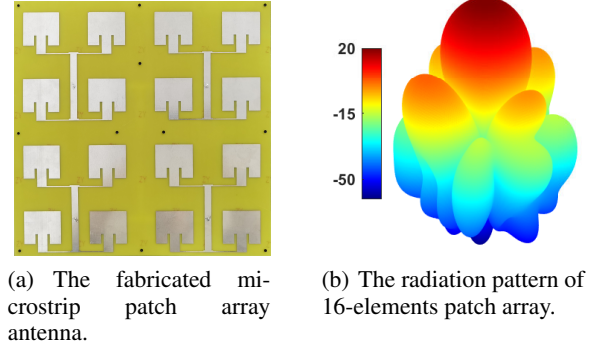 20
-15
-50
(a) The fabricated mi-
crostrip patch array
antenna.
(b) The radiation pattern of
16-elements patch array.